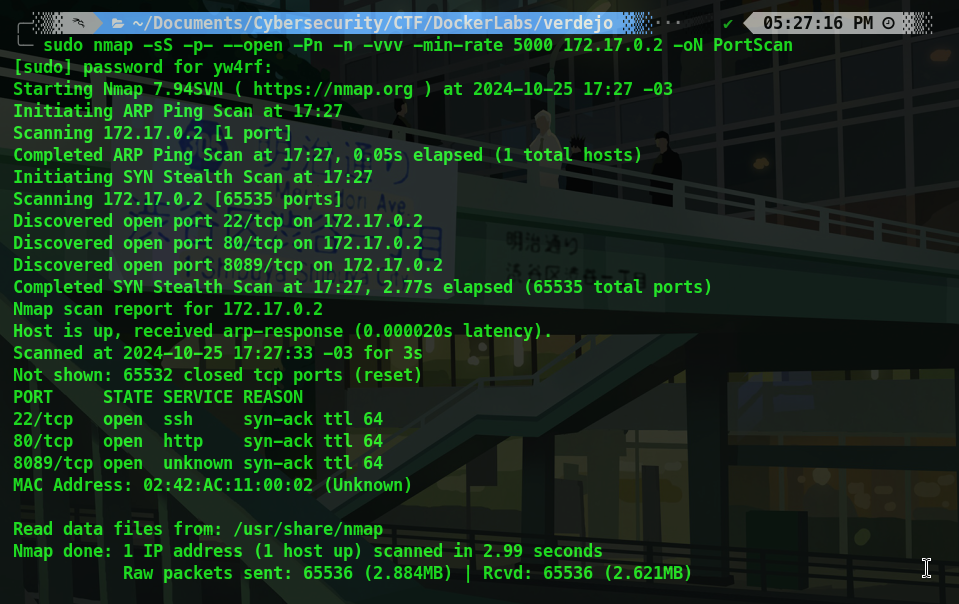 ~/Documents/Cybersecurity/CTF/DockerLabs/verdejo ··· ✔ 05:27:16 PM
sudo nmap -sS -p- --open -Pn -n -vvv -min-rate 5000 172.17.0.2 -oN PortScan
[sudo] password for yw4rf:
Starting Nmap 7.94SVN ( https://nmap.org ) at 2024-10-25 17:27 -03
Initiating ARP Ping Scan at 17:27
Scanning 172.17.0.2 [1 port]
Completed ARP Ping Scan at 17:27, 0.05s elapsed (1 total hosts)
Initiating SYN Stealth Scan at 17:27
Scanning 172.17.0.2 [65535 ports]
Discovered open port 22/tcp on 172.17.0.2
Discovered open port 80/tcp on 172.17.0.2
Discovered open port 8089/tcp on 172.17.0.2
Completed SYN Stealth Scan at 17:27, 2.77s elapsed (65535 total ports)
Nmap scan report for 172.17.0.2
Host is up, received arp-response (0.000020s latency).
Scanned at 2024-10-25 17:27:33 -03 for 3s
Not shown: 65532 closed tcp ports (reset)
PORT     STATE SERVICE REASON
22/tcp   open  ssh     syn-ack ttl 64
80/tcp   open  http    syn-ack ttl 64
8089/tcp open  unknown syn-ack ttl 64
MAC Address: 02:42:AC:11:00:02 (Unknown)
Read data files from: /usr/share/nmap
Nmap done: 1 IP address (1 host up) scanned in 2.99 seconds
Raw packets sent: 65536 (2.884MB) | Rcvd: 65536 (2.621MB)
明治通り